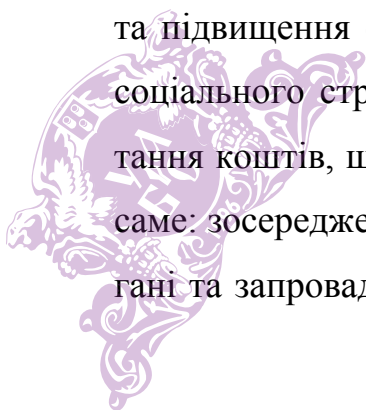 та підвищення
соціального стр
тання коштів, щ
саме: зосередже
гані та запровад